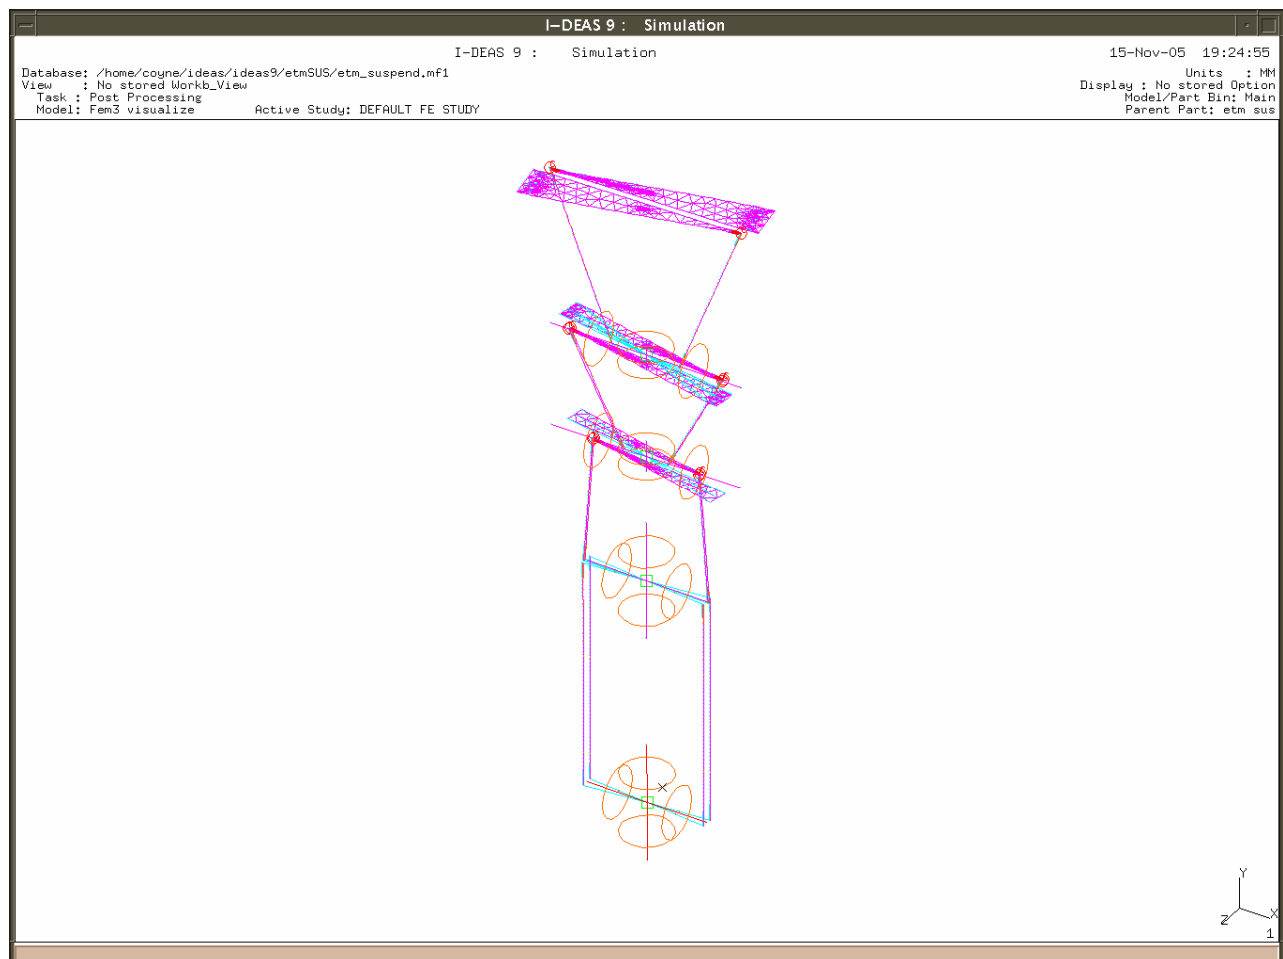 I-DEAS 9 :   Simulation
I-DEAS 9 :    Simulation    15-Nov-05  19:24:55
Database: /home/coyne/ideas/ideas9/etmSUS/etm_suspend.mf1    Units   : MM
View    : No stored Workb_View    Display : No stored Option
Task : Post Processing    Model/Part Bin: Main
Model: Fem3 visualize    Active Study: DEFAULT FE STUDY    Parent Part: etm sus
Y
Z X
1